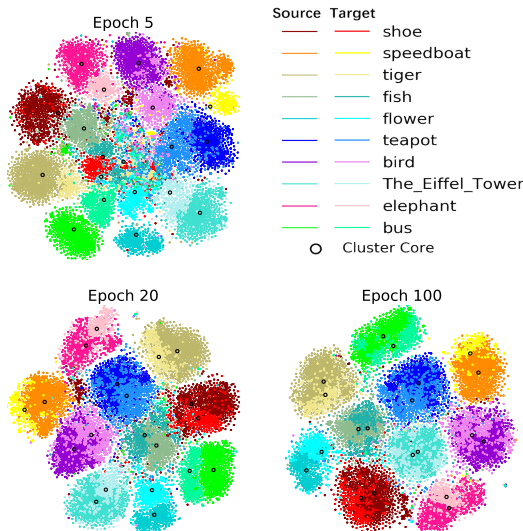 Epoch 5
Source Target
shoe
speedboat
tiger
fish
flower
teapot
bird
The_Eiffel_Tower
elephant
bus
Cluster Core
Epoch 20
Epoch 100